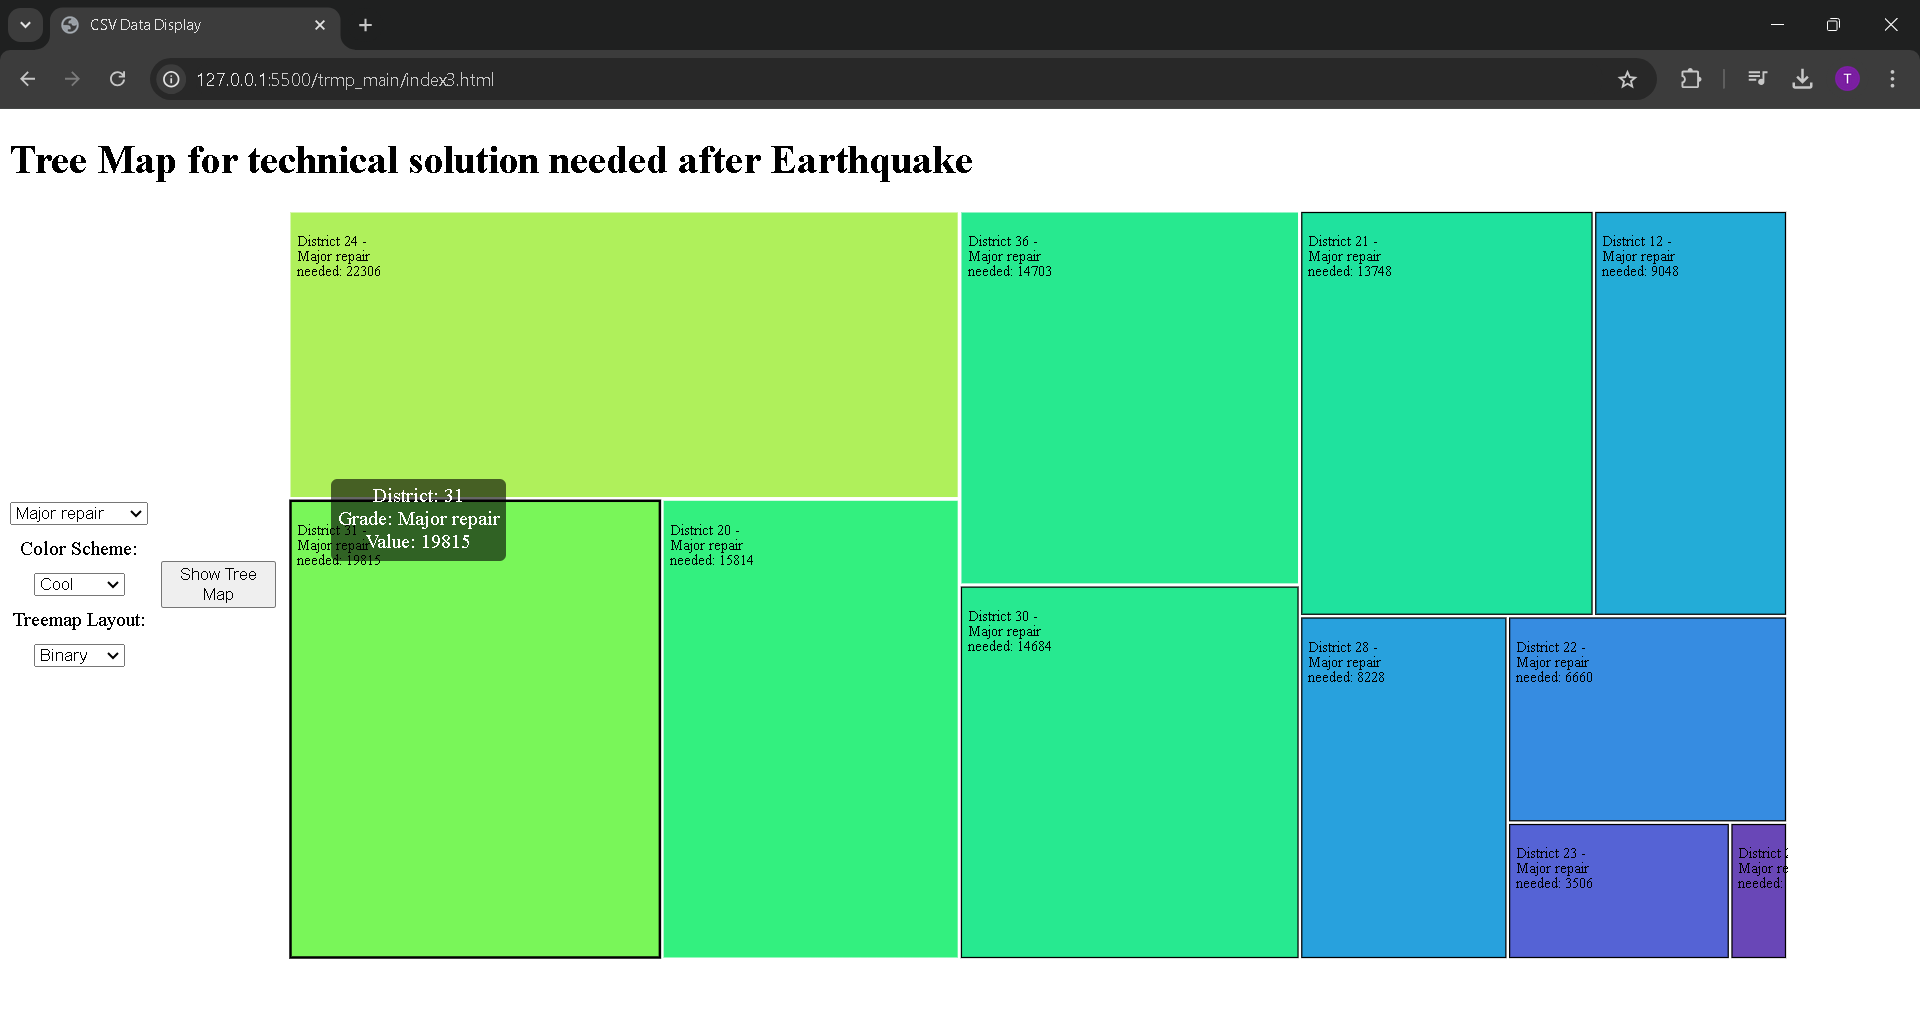 CSV Data Display
127.0.0.1:5500/trmp_main/index3.html
T
Tree Map for technical solution needed after Earthquake
Major repair
Color Scheme:
Cool
Treemap Layout:
Binary
Show Tree
Map
District 24 -
Major repair
needed: 22306
District: 31
Grade: Major repair
Value: 19815
District 31 -
Major repair
needed: 19815
District 20 -
Major repair
needed: 15814
District 36 -
Major repair
needed: 14703
District 30 -
Major repair
needed: 14684
District 21 -
Major repair
needed: 13748
District 12 -
Major repair
needed: 9048
District 28 -
Major repair
needed: 8228
District 22 -
Major repair
needed: 6660
District 23 -
Major repair
needed: 3506
District
Major re
needed: